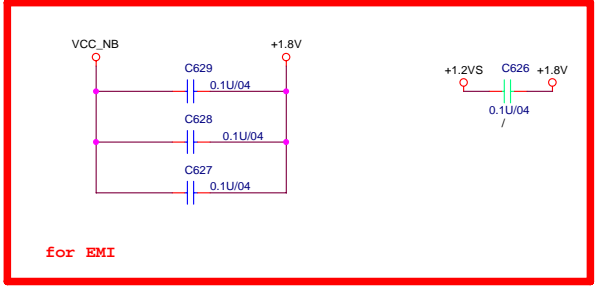 VCC_NB
+1.8V
C629
0.1U/04
C628
0.1U/04
C627
0.1U/04
+1.2VS
C626
+1.8V
0.1U/04
/
for EMI